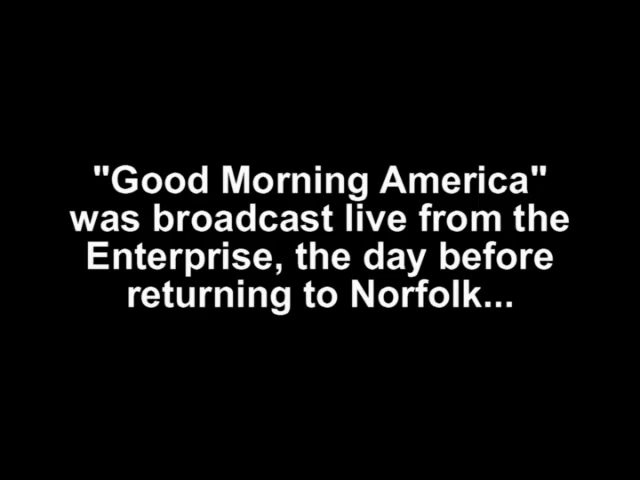 "Good Morning America"
was broadcast live from the
Enterprise, the day before
returning to Norfolk...